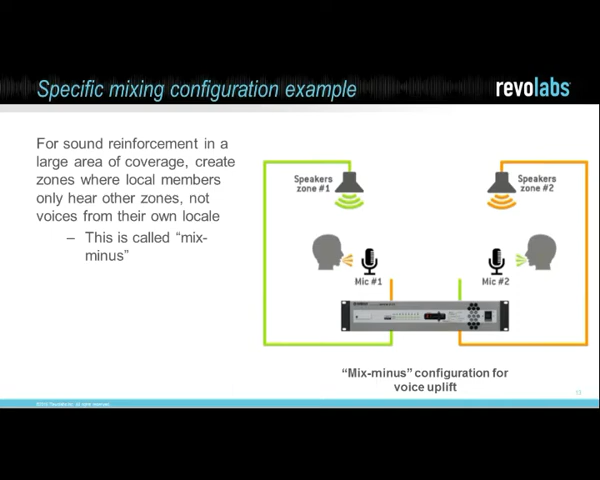 Specific mixing configuration example
revolabs
For sound reinforcement in a
large area of coverage, create
zones where local members
only hear other zones, not
voices from their own locale
– This is called “mix-
minus”
Speakers
zone #1
Speakers
zone #2
Mic #1
Mic #2
“Mix-minus” configuration for
voice uplift
13